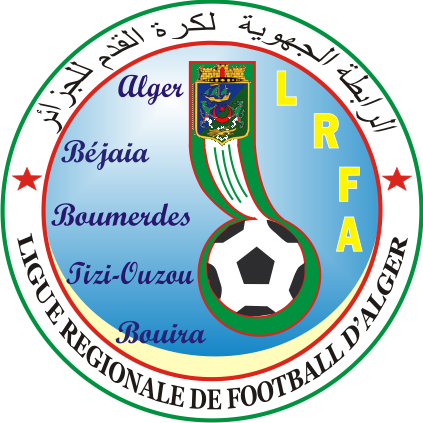 الرابطة الجهوية لكرة القدم للجزائر
Alger
Béjaia
Boumerdes
Tizi-Ouzou
Bouira
L
R
F
A
LIGUE REGIONALE DE FOOTBALL D'ALGER